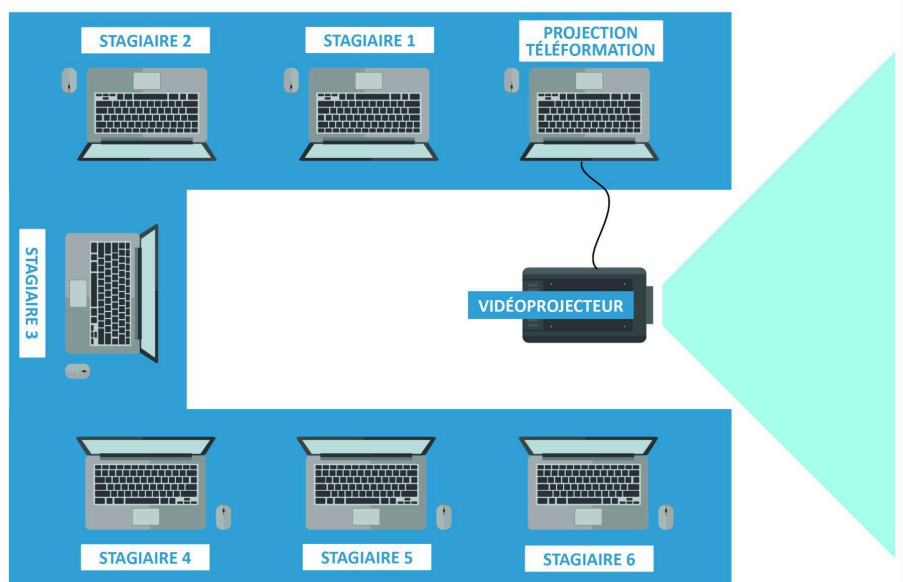 STAGIAIRE 2
STAGIAIRE 1
PROJECTION
TÉLÉFORMATION
STAGIAIRE 3
VIDÉOPROJECTEUR
STAGIAIRE 4
STAGIAIRE 5
STAGIAIRE 6